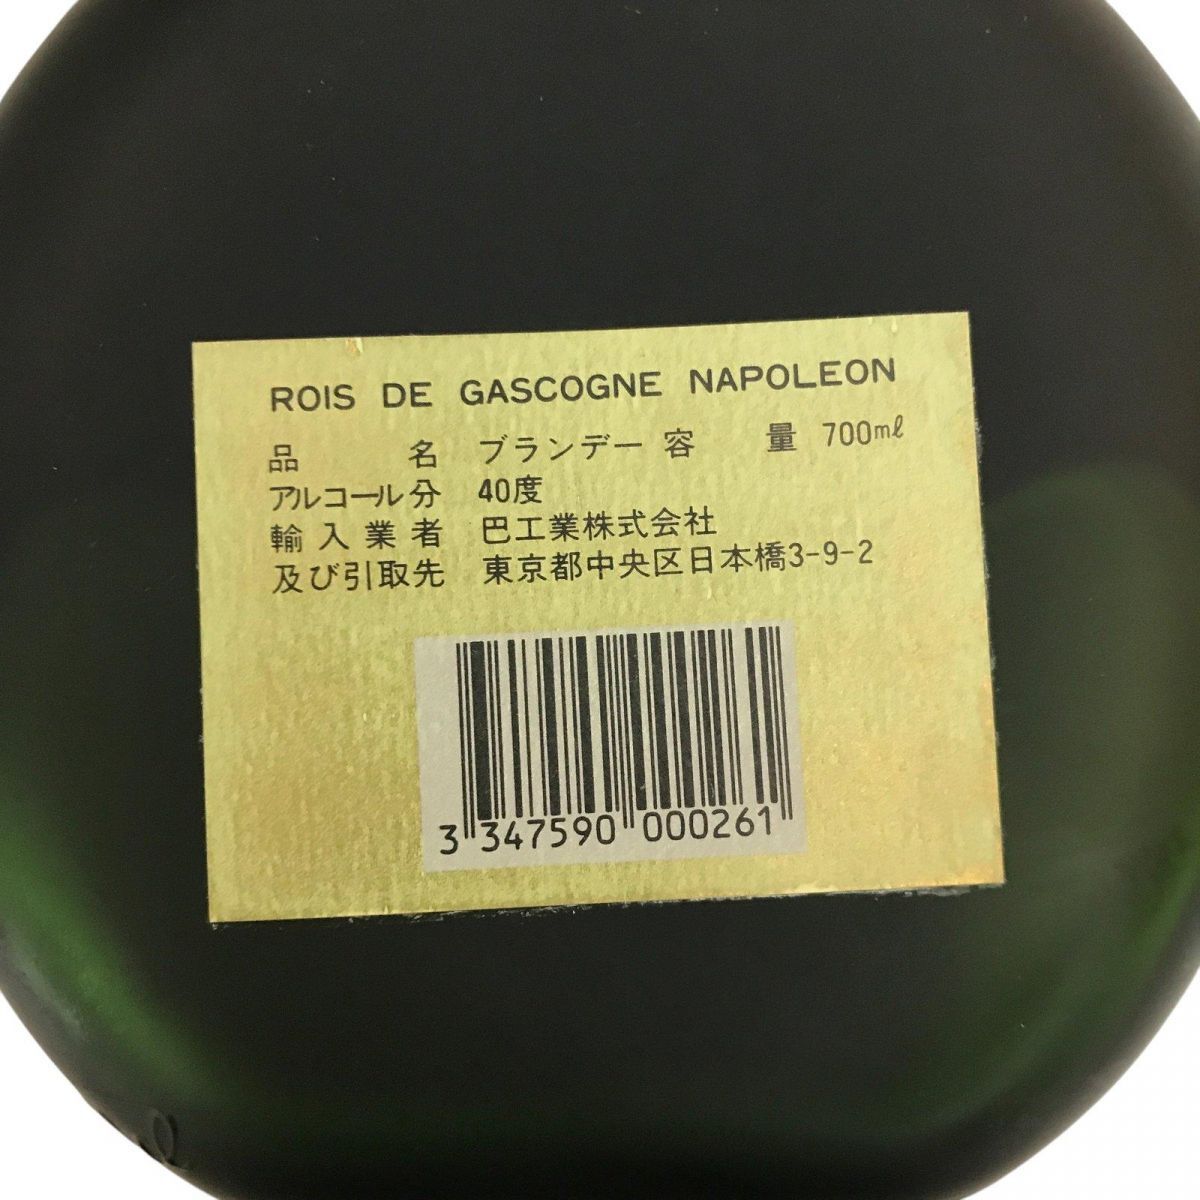 ROIS DE GASCOGNE NAPOLEON
品名 ブランデー 容量 700ml
アルコール分 40度
輸入業者 巴工業株式会社
及び引取先 東京都中央区日本橋3-9-2
3 347590 000261